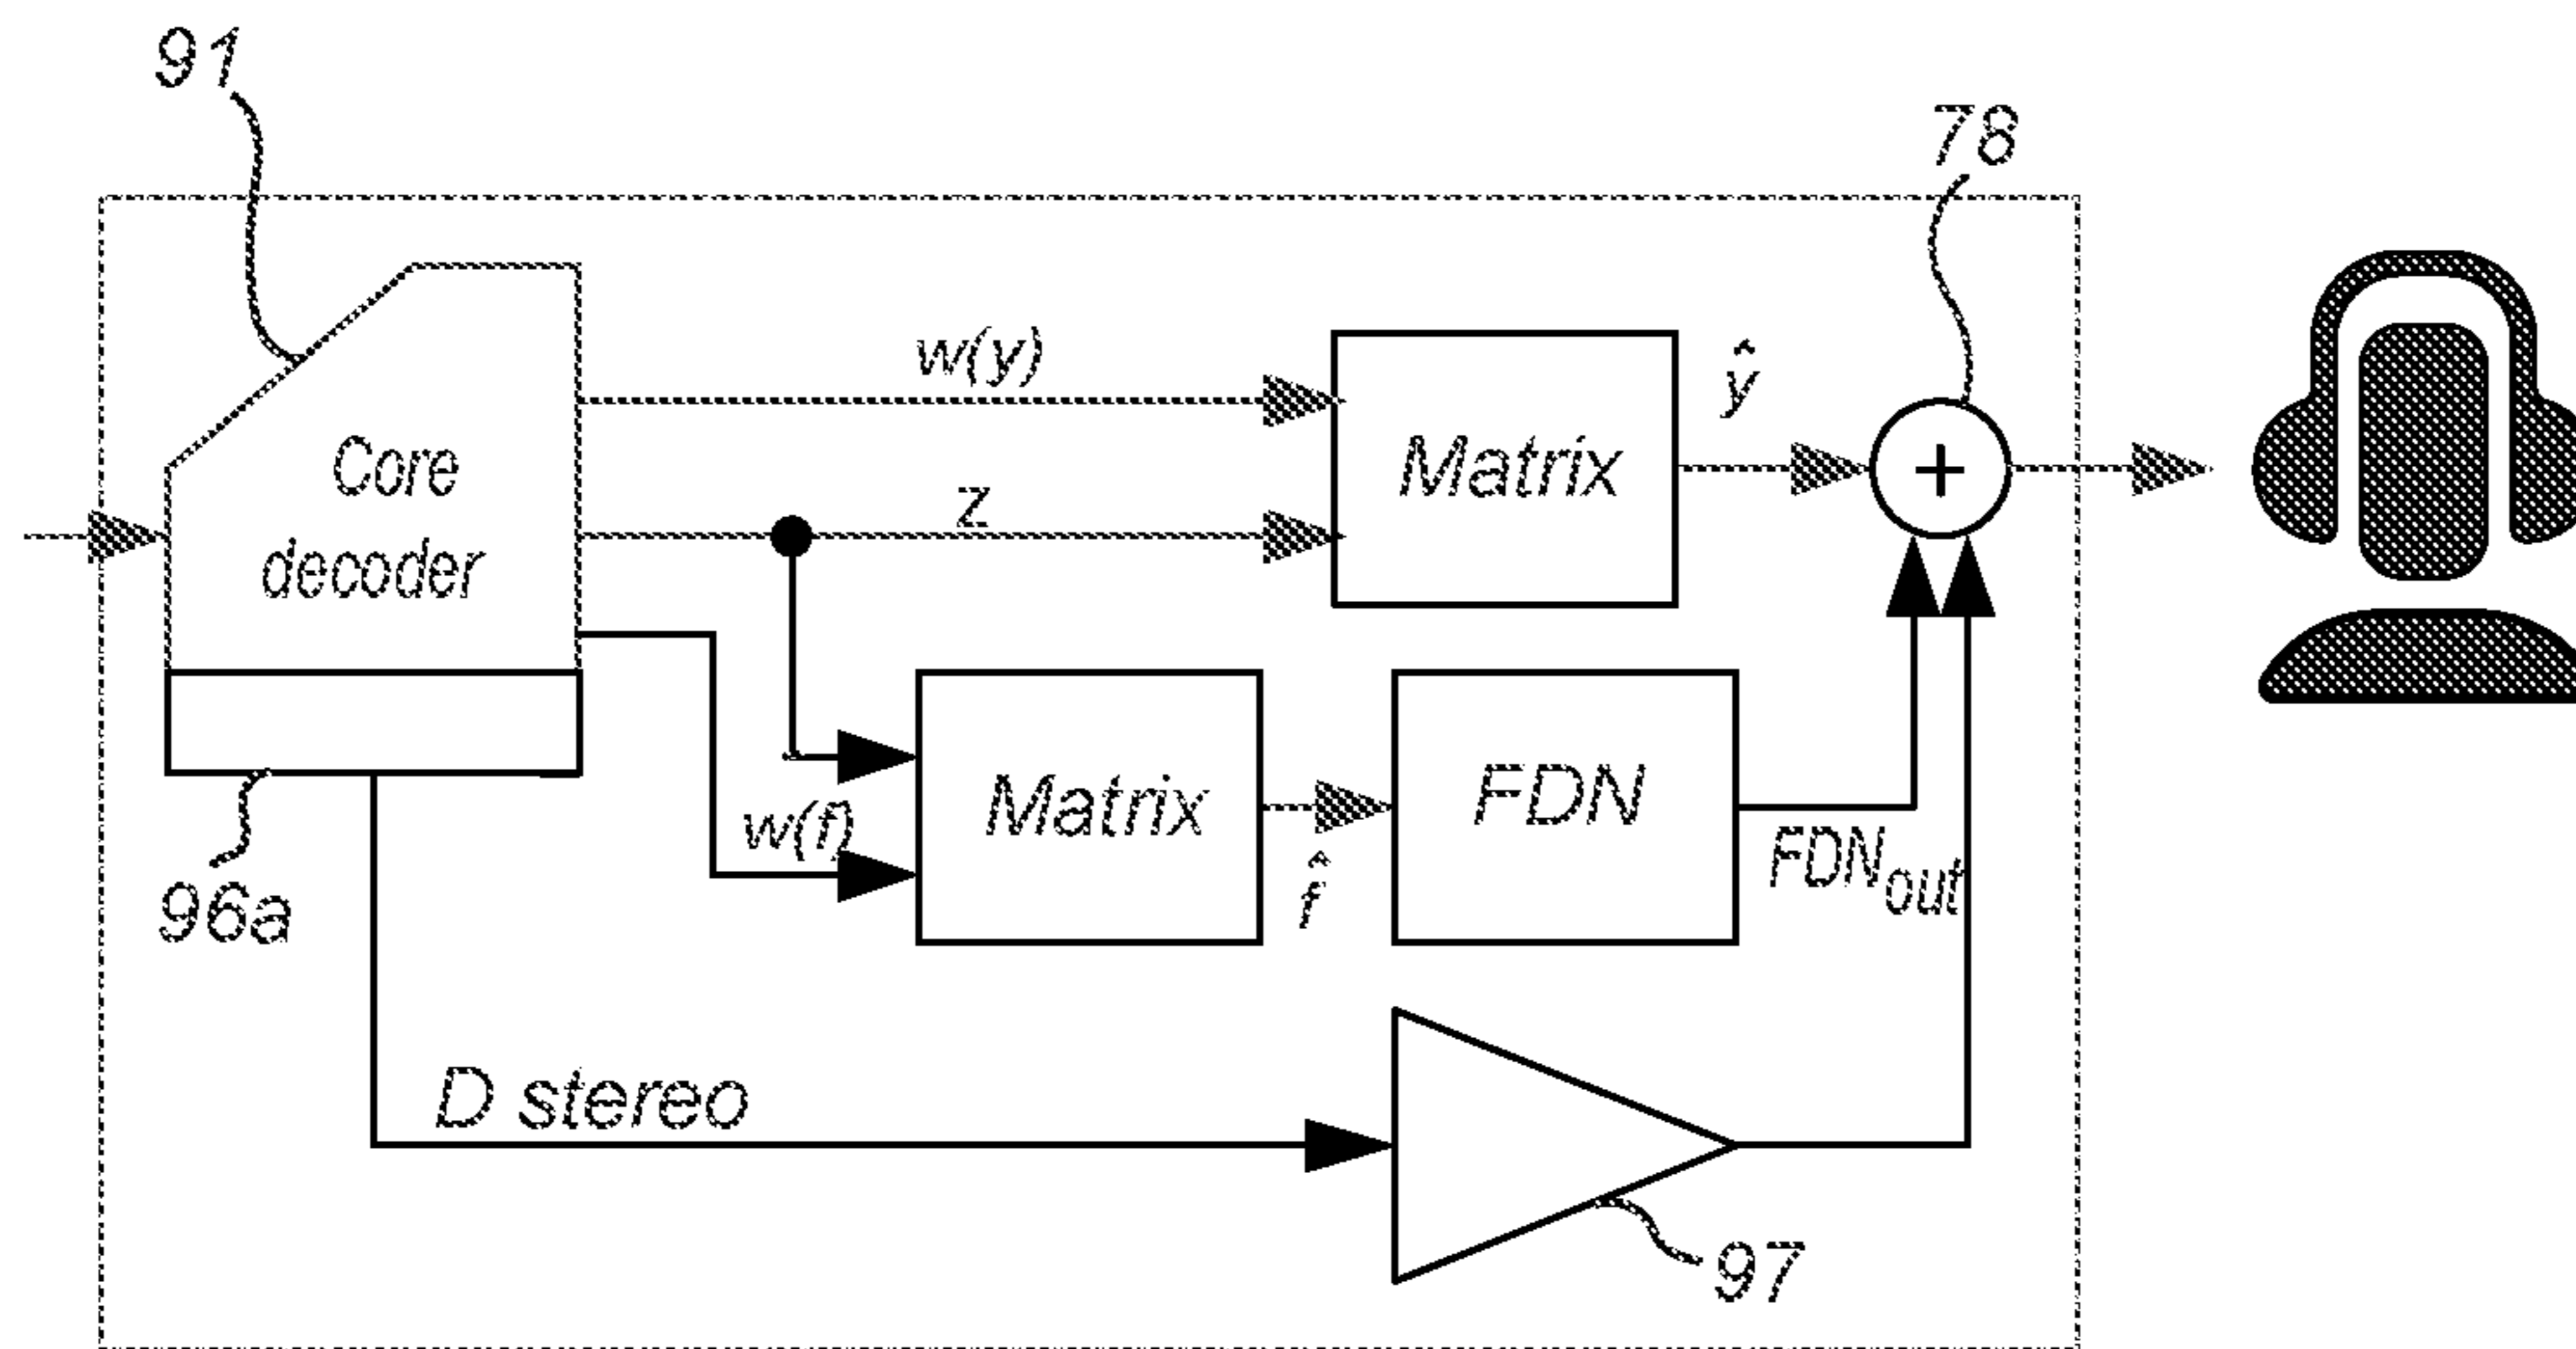 91
78
w(y)
ŷ
Core
decoder
Matrix
+
z
Matrix
FDN
w(f)
f̂
FDNout
96a
D stereo
97